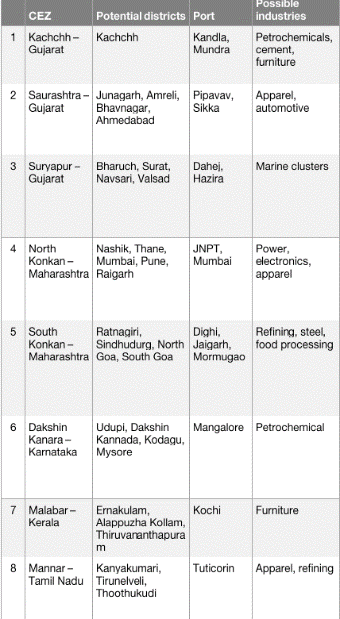 CEZ Potential districts Port Possible
industries
1 Kachchh – Kachchh Kandla, Petrochemicals,
Gujarat Mundra cement,
furniture
2 Saurashtra – Junagarh, Amreli, Pipavav, Apparel,
Gujarat Bhavnagar, Sikka automotive
Ahmedabad
3 Suryapur – Bharuch, Surat, Dahej, Marine clusters
Gujarat Navsari, Valsad Hazira
4 North Nashik, Thane, JNPT, Power,
Konkan – Mumbai, Pune, Mumbai electronics,
Maharashtra Raigarh apparel
5 South Ratnagiri, Dighi, Refining, steel,
Konkan – Sindhudurg, North Jaigarh, food processing
Maharashtra Goa, South Goa Mormugao
6 Dakshin Udupi, Dakshin Mangalore Petrochemical
Kanara – Kannada, Kodagu,
Karnataka Mysore
7 Malabar – Ernakulam, Kochi Furniture
Kerala Alappuzha Kollam,
Thiruvananthapura
m
8 Mannar – Kanyakumari, Tuticorin Apparel, refining
Tamil Nadu Tirunelveli,
Thoothukudi